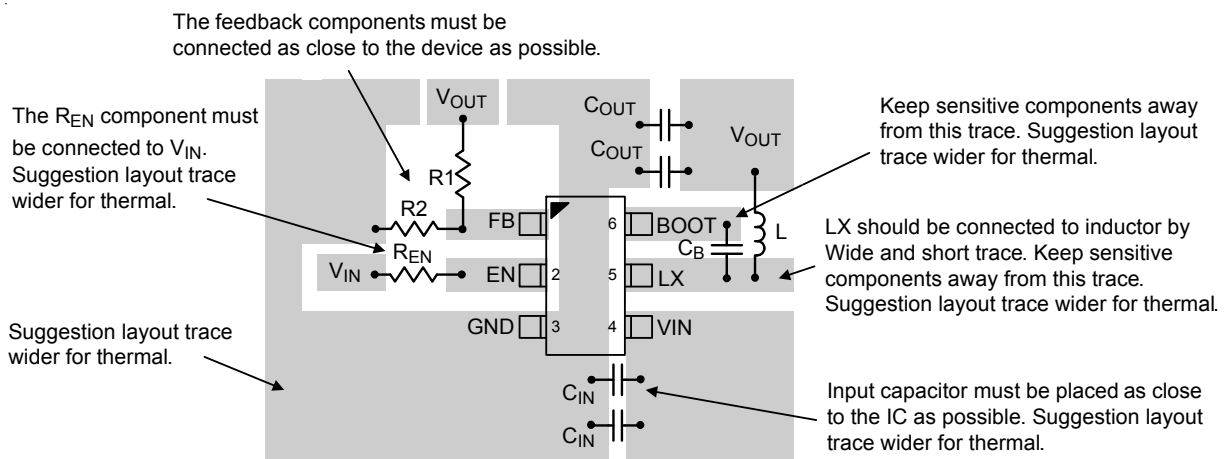 The feedback components must be
connected as close to the device as possible.
The REN component must
be connected to VIN.
Suggestion layout trace
wider for thermal.
VOUT
R1
R2
REN
VIN
COUT
COUT
VOUT
Keep sensitive components away
from this trace. Suggestion layout
trace wider for thermal.
FB
6
BOOT
CB
L
EN
2
5
LX
GND
3
4
VIN
LX should be connected to inductor by
Wide and short trace. Keep sensitive
components away from this trace.
Suggestion layout trace wider for thermal.
Suggestion layout trace
wider for thermal.
CIN
CIN
Input capacitor must be placed as close
to the IC as possible. Suggestion layout
trace wider for thermal.